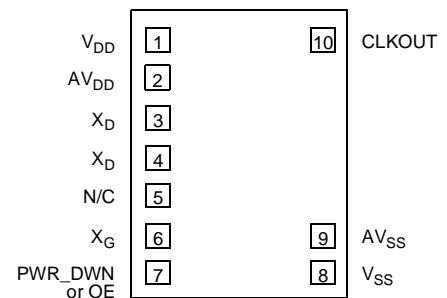 V_DD 1 10 CLKOUT
AV_DD 2
X_D 3
X_D 4
N/C 5
X_G 6 9 AV_SS
PWR_DWN 7 8 V_SS
or OE